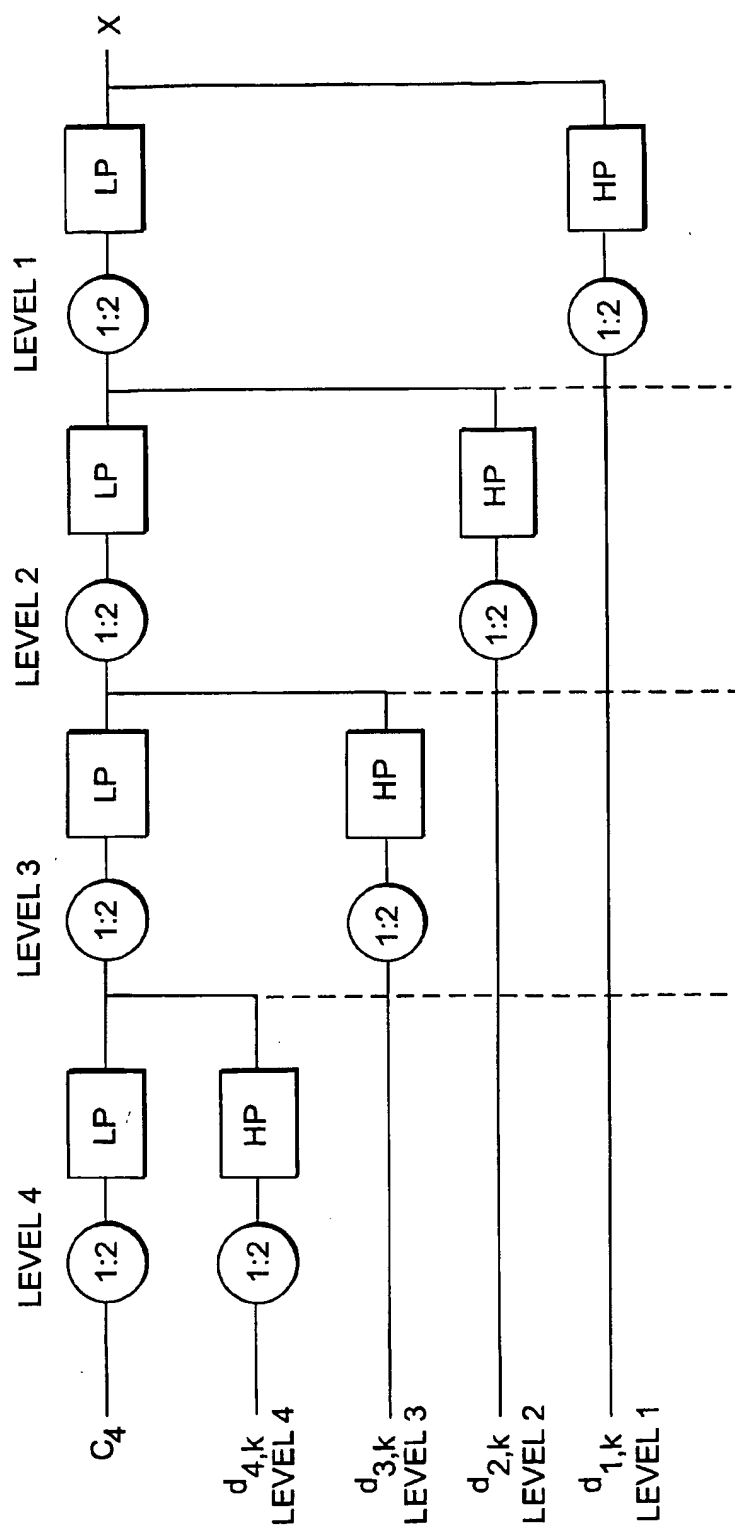 LEVEL 4
LEVEL 3
LEVEL 2
LEVEL 1
C4
1:2
LP
1:2
LP
1:2
LP
1:2
LP
X
d4,k
LEVEL 4
1:2
HP
d3,k
LEVEL 3
1:2
HP
d2,k
LEVEL 2
1:2
HP
d1,k
LEVEL 1
1:2
HP